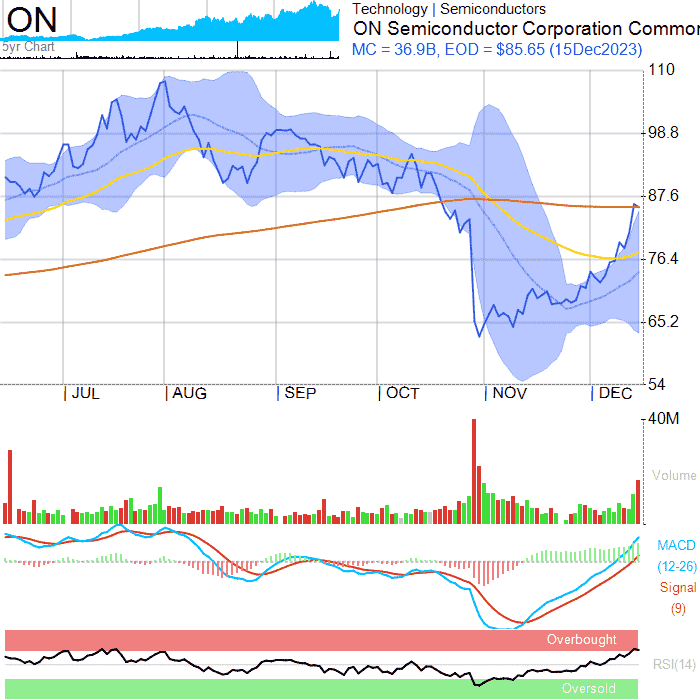 ON
5yr Chart
Technology | Semiconductors
ON Semiconductor Corporation Common
MC = 36.9B, EOD = $85.65 (15Dec2023)
110
98.8
87.6
76.4
65.2
54
| JUL | AUG | SEP | OCT | NOV | DEC
40M
Volume
MACD
(12-26)
Signal
(9)
Overbought
RSI(14)
Oversold